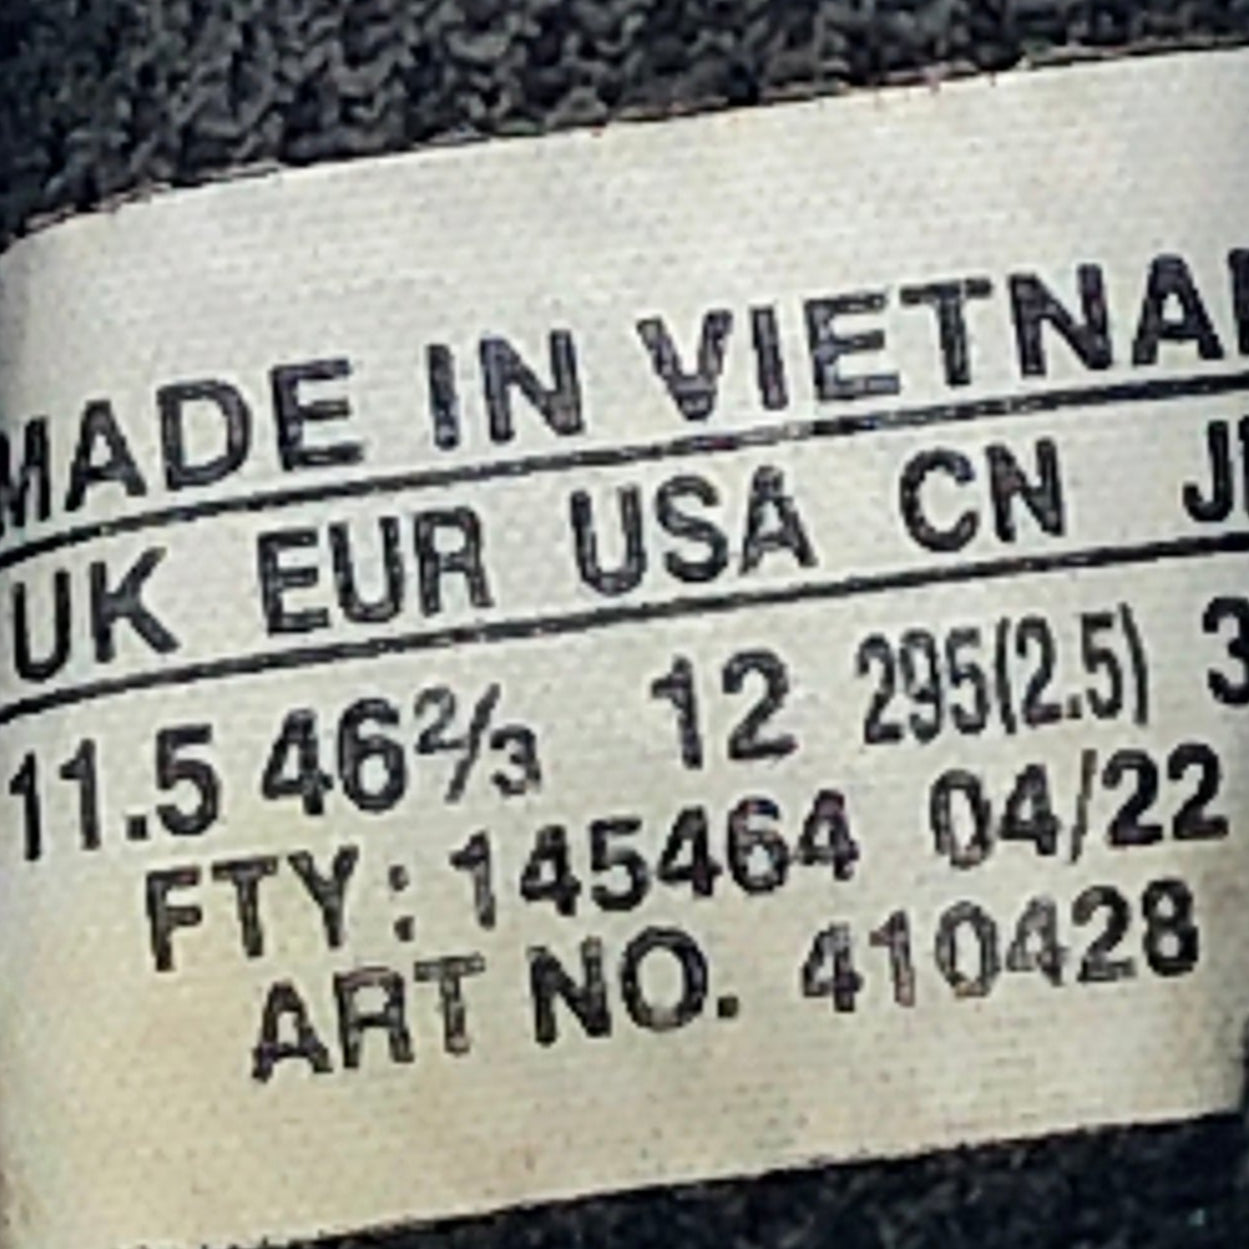 MADE IN VIETNA
UK EUR USA CN J
11.5 46⅔ 12 295(2.5) 3
FTY: 145464 04/22
ART NO. 410428